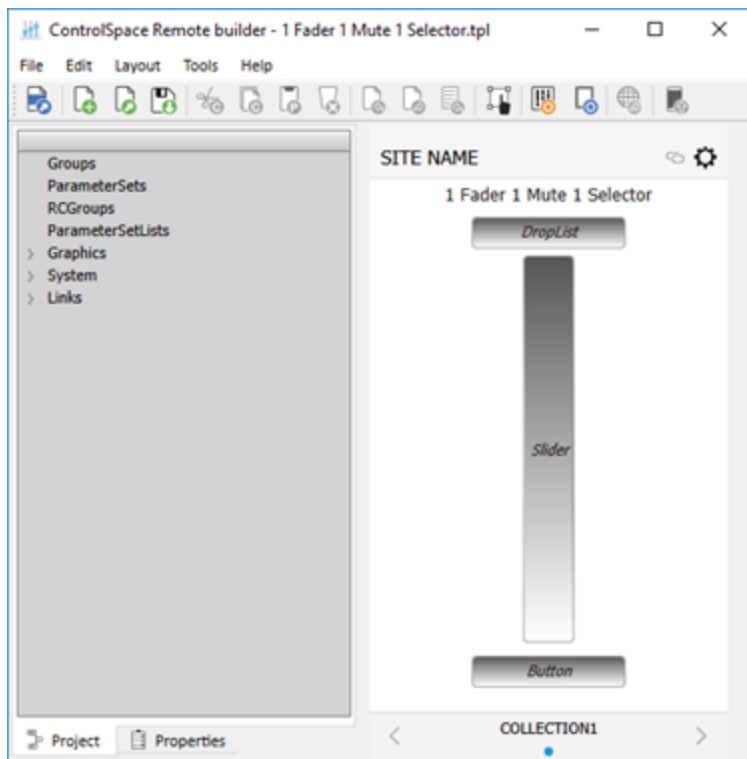 ControlSpace Remote builder - 1 Fader 1 Mute 1 Selector.tpl
File Edit Layout Tools Help
Groups
ParameterSets
RCGroups
ParameterSetLists
Graphics
System
Links
Project Properties
SITE NAME
1 Fader 1 Mute 1 Selector
DropList
Slider
Button
COLLECTION1